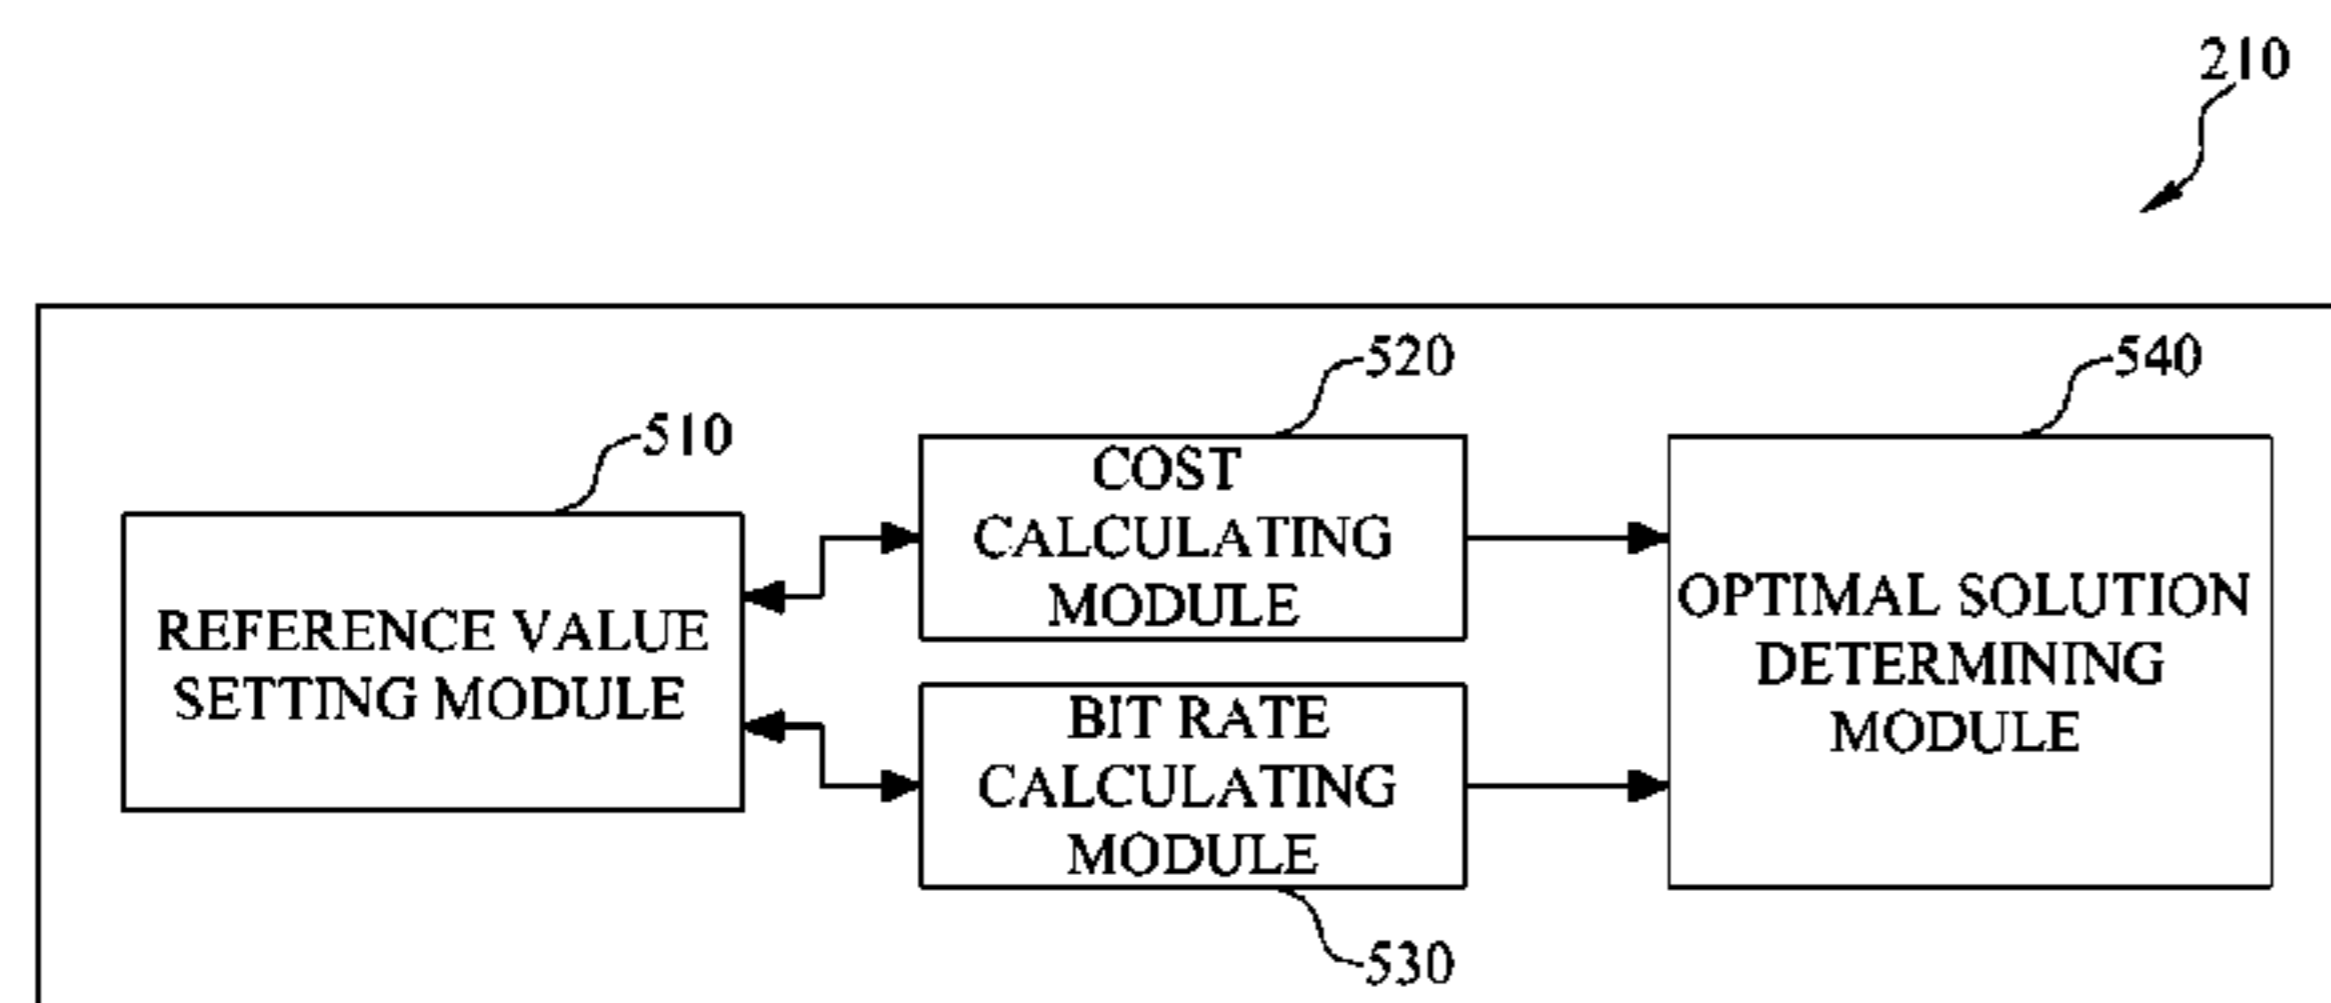 210
520
540
510
COST
CALCULATING
MODULE
REFERENCE VALUE
SETTING MODULE
OPTIMAL SOLUTION
DETERMINING
MODULE
BIT RATE
CALCULATING
MODULE
530